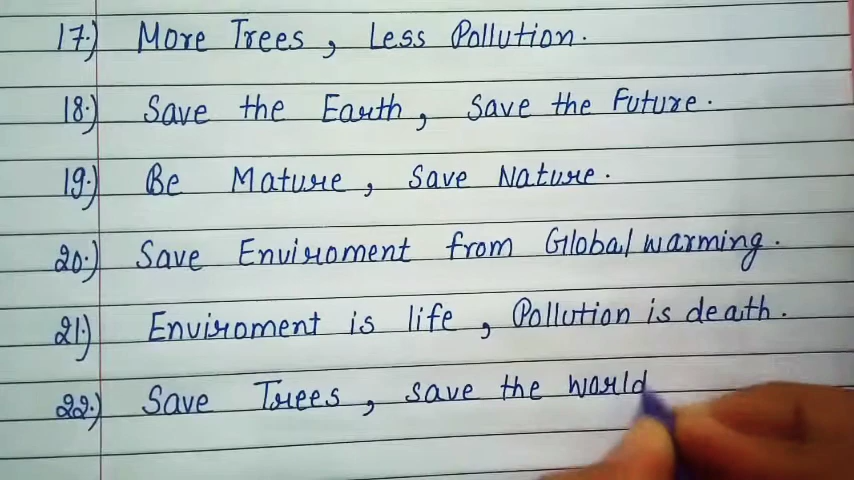 17.) More Trees, Less Pollution.
18.) Save the Earth, Save the Future.
19.) Be Mature, Save Nature.
20.) Save Enviroment from Global warming.
21.) Enviroment is life, Pollution is death.
22.) Save Trees, save the world